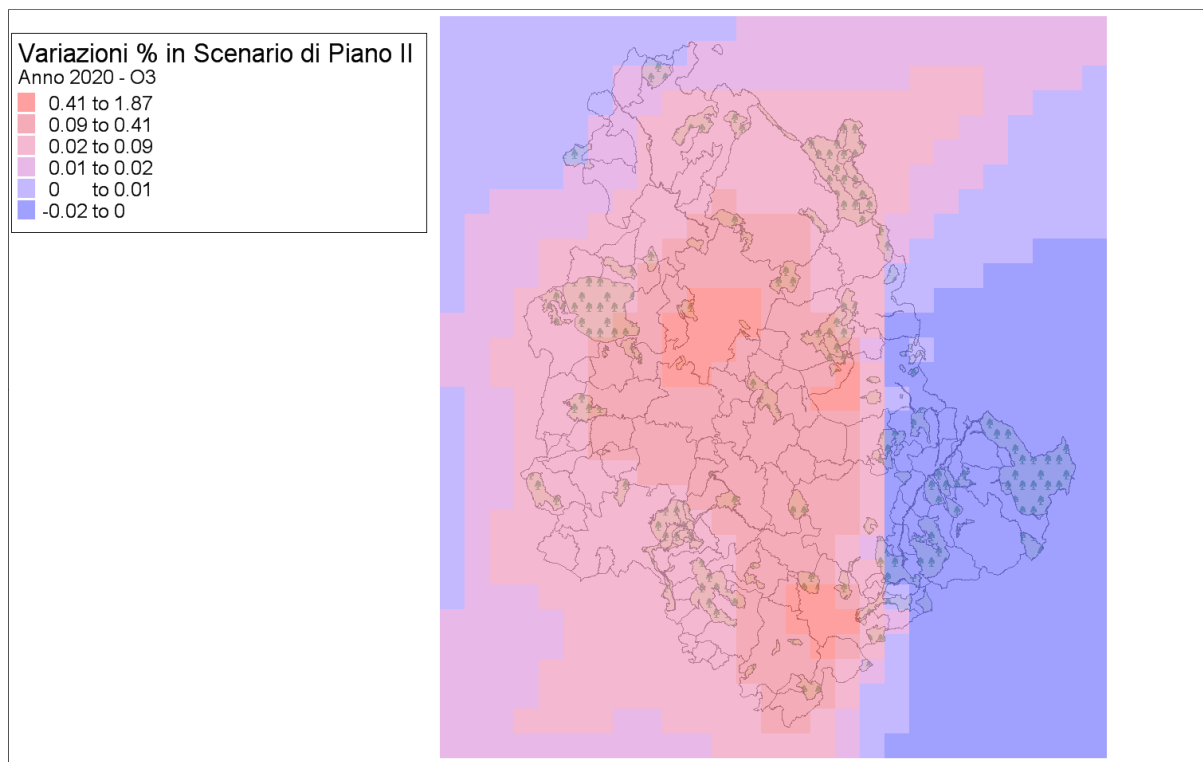 Variazioni % in Scenario di Piano II
Anno 2020 - O3
0.41 to 1.87
0.09 to 0.41
0.02 to 0.09
0.01 to 0.02
0 to 0.01
-0.02 to 0